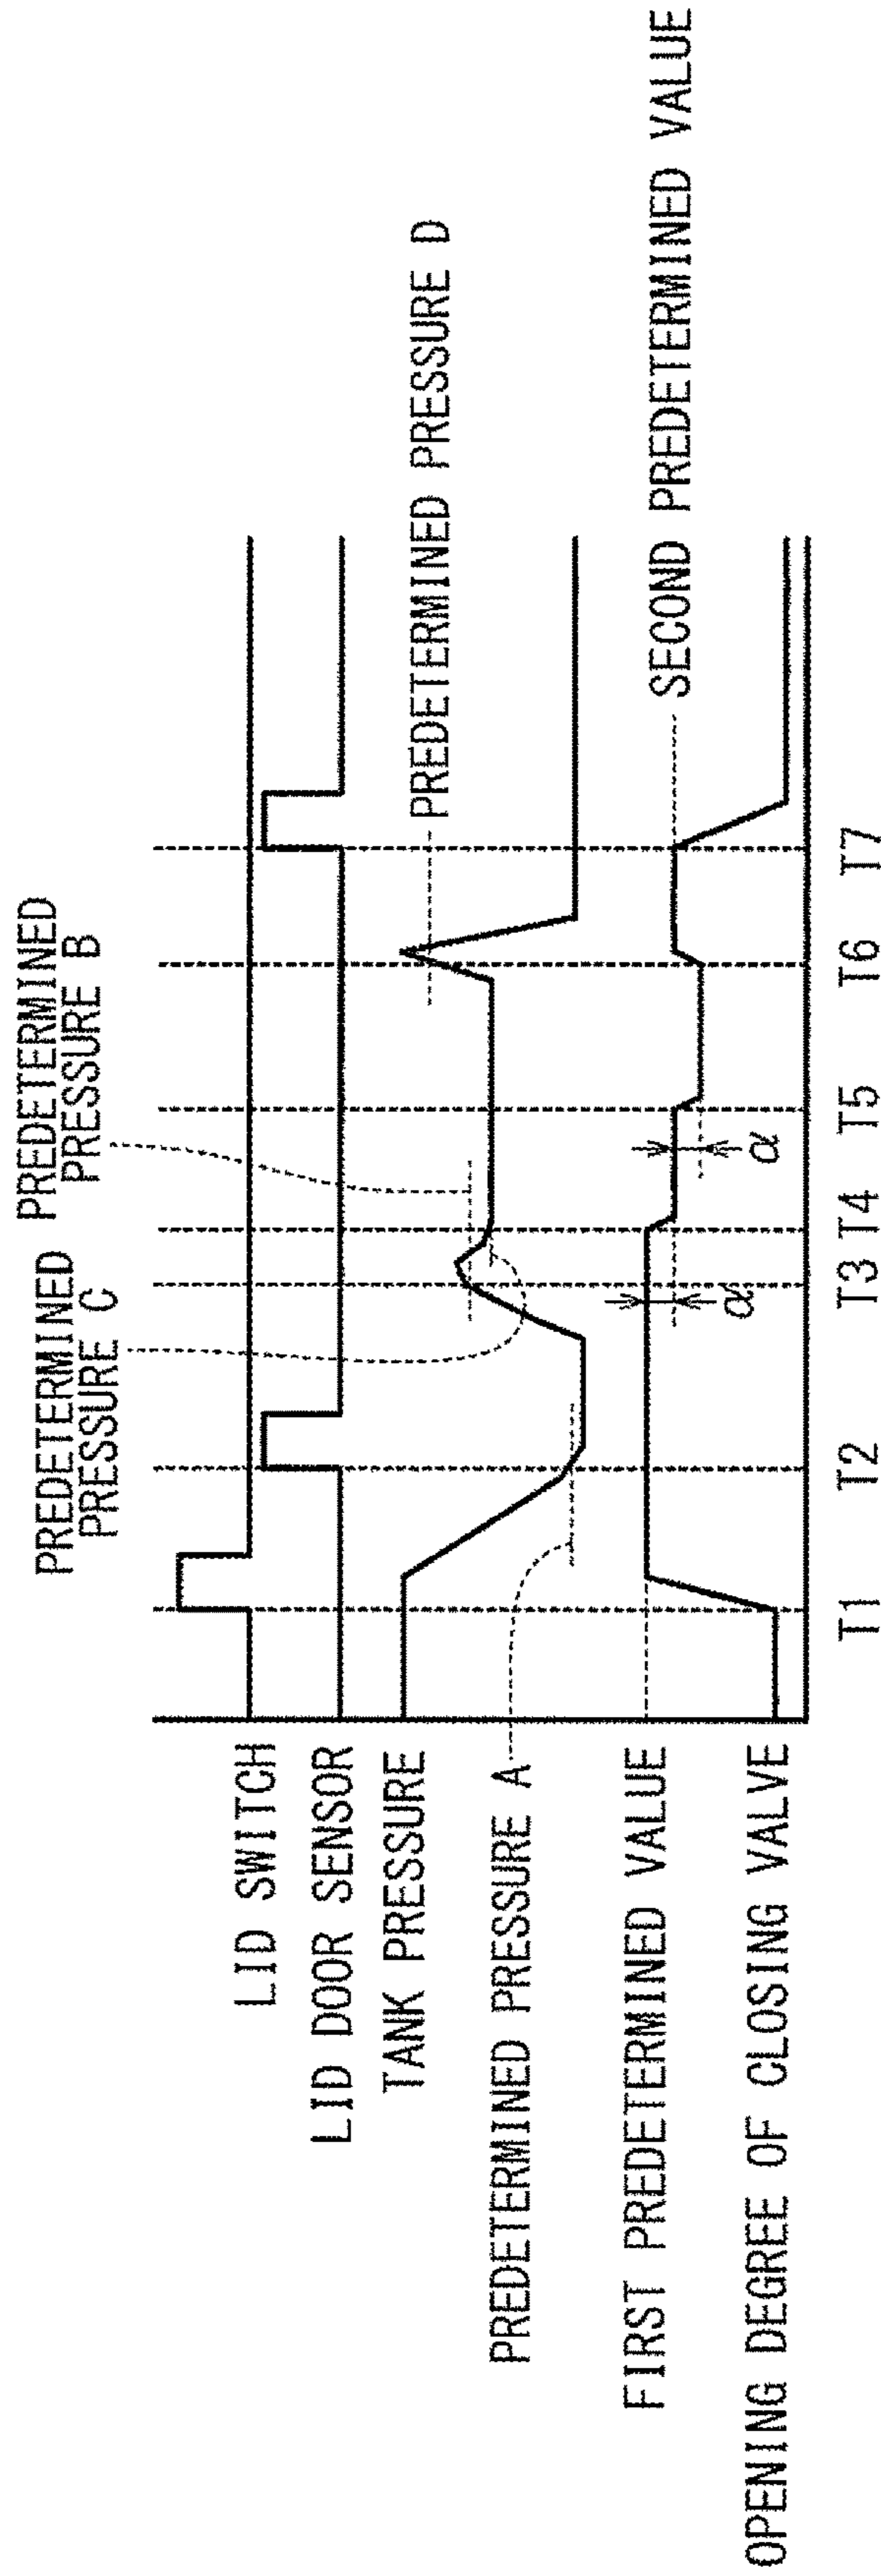 PREDETERMINED
PRESSURE C
PREDETERMINED
PRESSURE B
LID SWITCH
LID DOOR SENSOR
TANK PRESSURE
PREDETERMINED PRESSURE D
PREDETERMINED PRESSURE A
FIRST PREDETERMINED VALUE
SECOND PREDETERMINED VALUE
α
α
OPENING DEGREE OF CLOSING VALVE
T1 T2 T3 T4 T5 T6 T7